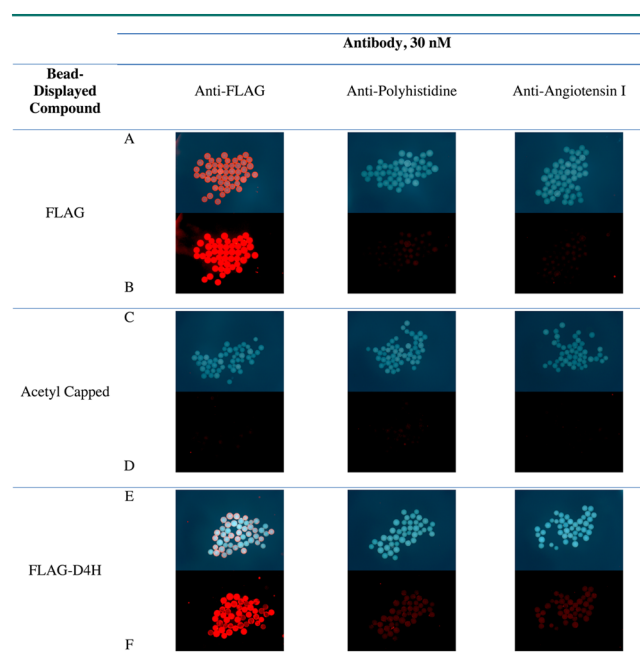 Antibody, 30 nM
Bead-
Displayed
Compound
Anti-FLAG
Anti-Polyhistidine
Anti-Angiotensin I
A
FLAG
B
C
Acetyl Capped
D
E
FLAG-D4H
F